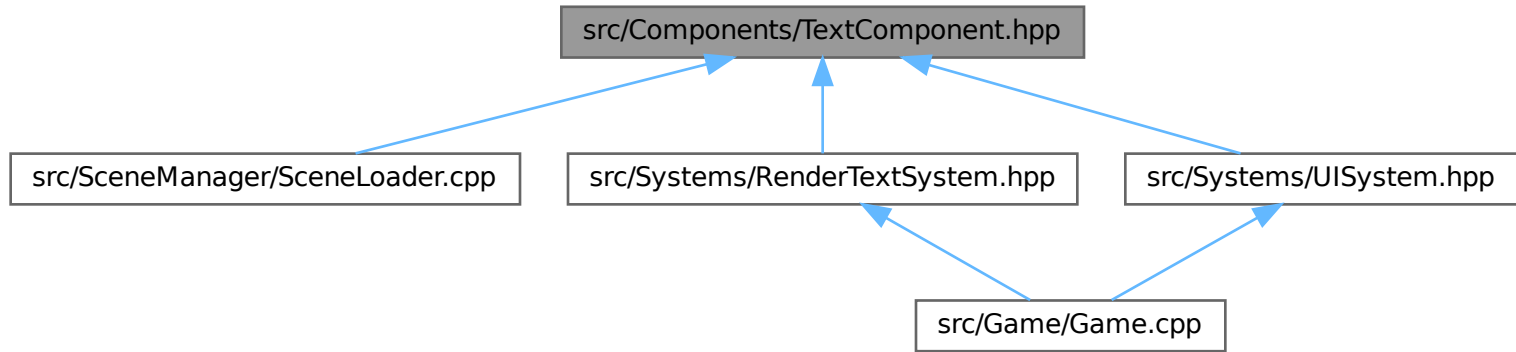 src/Components/TextComponent.hpp
src/SceneManager/SceneLoader.cpp
src/Systems/RenderTextSystem.hpp
src/Systems/UISystem.hpp
src/Game/Game.cpp